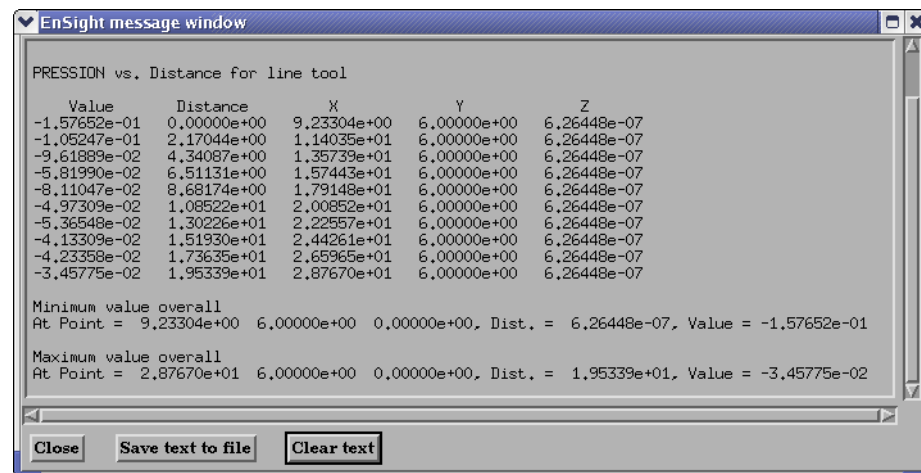 EnSight message window
PRESSION vs. Distance for line tool
Value Distance X Y Z
-1.57652e-01 0.00000e+00 9.23304e+00 6.00000e+00 6.26448e-07
-1.05247e-01 2.17044e+00 1.14035e+01 6.00000e+00 6.26448e-07
-9.61889e-02 4.34087e+00 1.35739e+01 6.00000e+00 6.26448e-07
-5.81990e-02 6.51131e+00 1.57443e+01 6.00000e+00 6.26448e-07
-8.11047e-02 8.68174e+00 1.79148e+01 6.00000e+00 6.26448e-07
-4.97309e-02 1.08522e+01 2.00852e+01 6.00000e+00 6.26448e-07
-5.36548e-02 1.30226e+01 2.22557e+01 6.00000e+00 6.26448e-07
-4.13309e-02 1.51930e+01 2.44261e+01 6.00000e+00 6.26448e-07
-4.23358e-02 1.73635e+01 2.65965e+01 6.00000e+00 6.26448e-07
-3.45775e-02 1.95339e+01 2.87670e+01 6.00000e+00 6.26448e-07
Minimum value overall
At Point = 9.23304e+00 6.00000e+00 0.00000e+00, Dist. = 6.26448e-07, Value = -1.57652e-01
Maximum value overall
At Point = 2.87670e+01 6.00000e+00 0.00000e+00, Dist. = 1.95339e+01, Value = -3.45775e-02
Close Save text to file Clear text